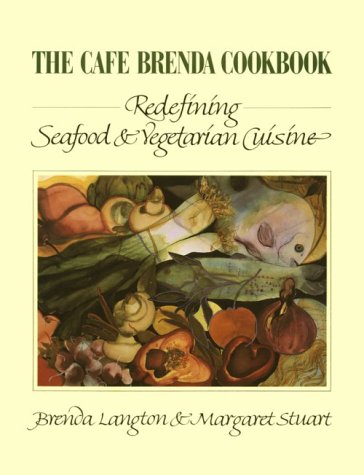 THE CAFE BRENDA COOKBOOK
Redefining
Seafood & Vegetarian Cuisine
Brenda Langton & Margaret Stuart